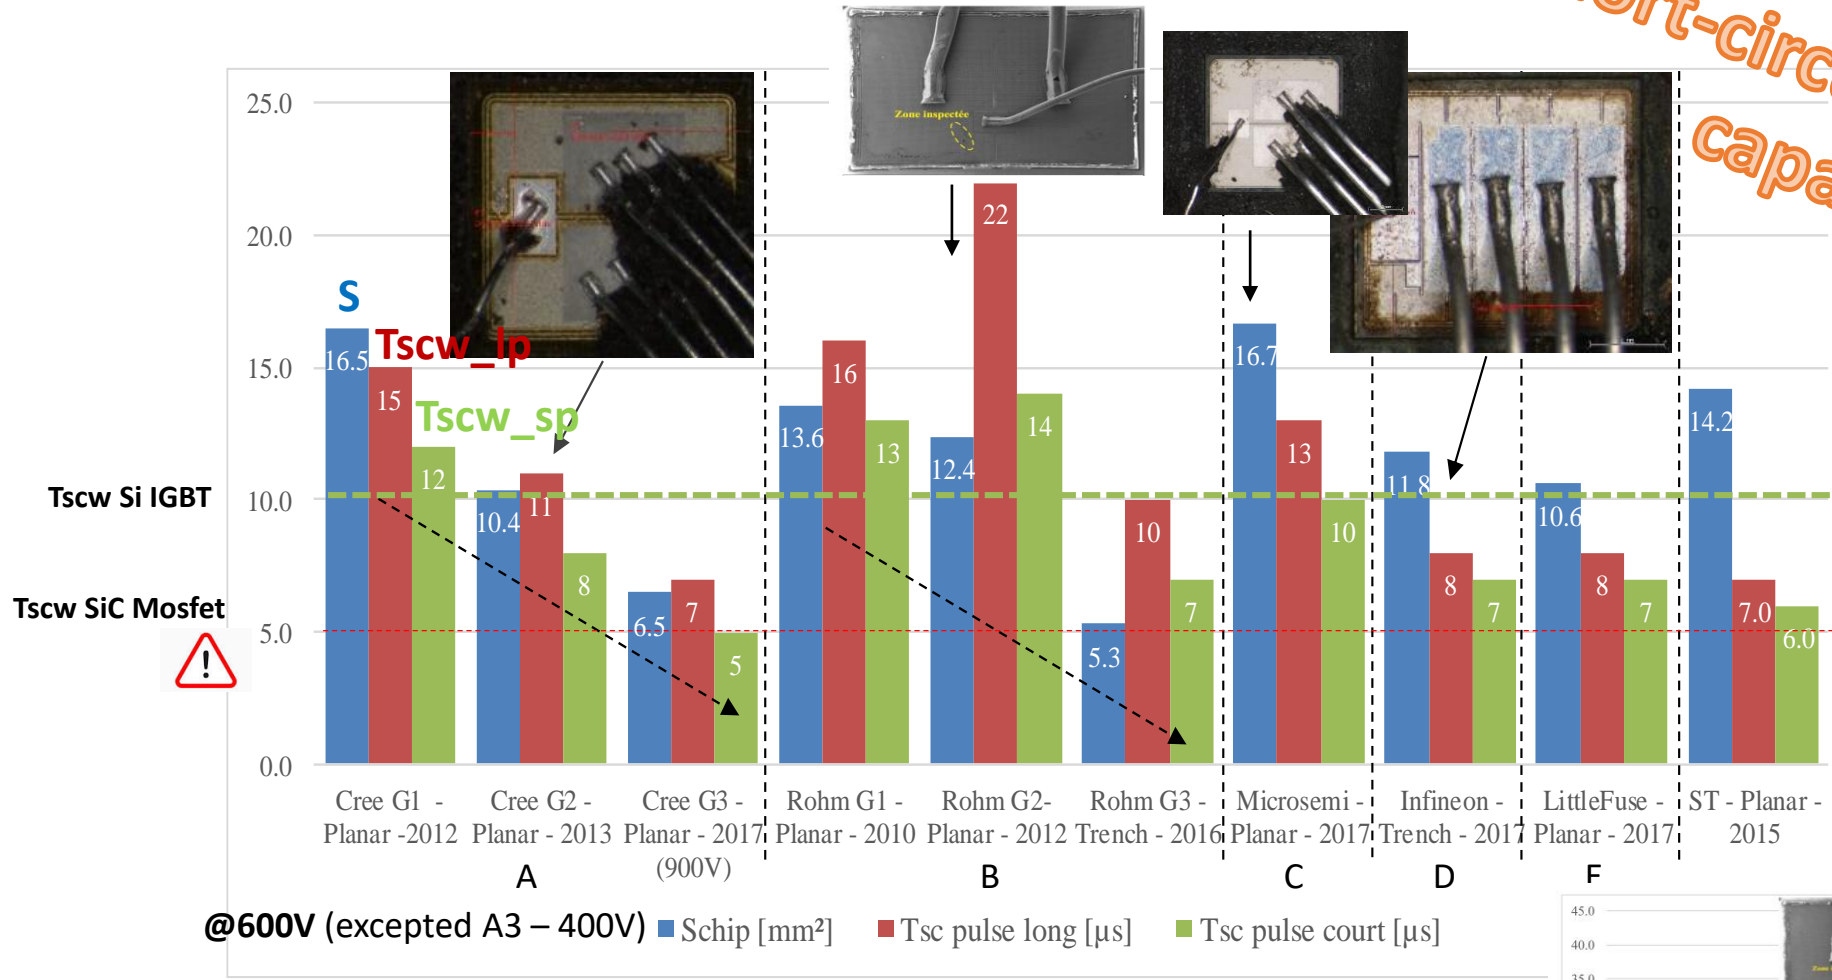 capa
25.0
20.0
15.0
10.0
5.0
0.0
Zone inspectée
S
Tscw_lp
Tscw_sp
Tscw Si IGBT
Tscw SiC Mosfet
!
16.5
15
12
10.4
11
8
6.5
7
5
13.6
16
13
12.4
22
14
5.3
10
7
16.7
13
10
11.8
8
7
10.6
8
7
14.2
7.0
6.0
Cree G1 -
Planar -2012
Cree G2 -
Planar - 2013
Cree G3 -
Planar - 2017
(900V)
Rohm G1 -
Planar - 2010
Rohm G2-
Planar - 2012
Rohm G3 -
Trench - 2016
Microsemi -
Planar - 2017
Infineon -
Trench - 2017
LittleFuse -
Planar - 2017
ST - Planar -
2015
A
B
C
D
@600V (excepted A3 – 400V)
Schip [mm²]
Tsc pulse long [µs]
Tsc pulse court [µs]
45.0
40.0